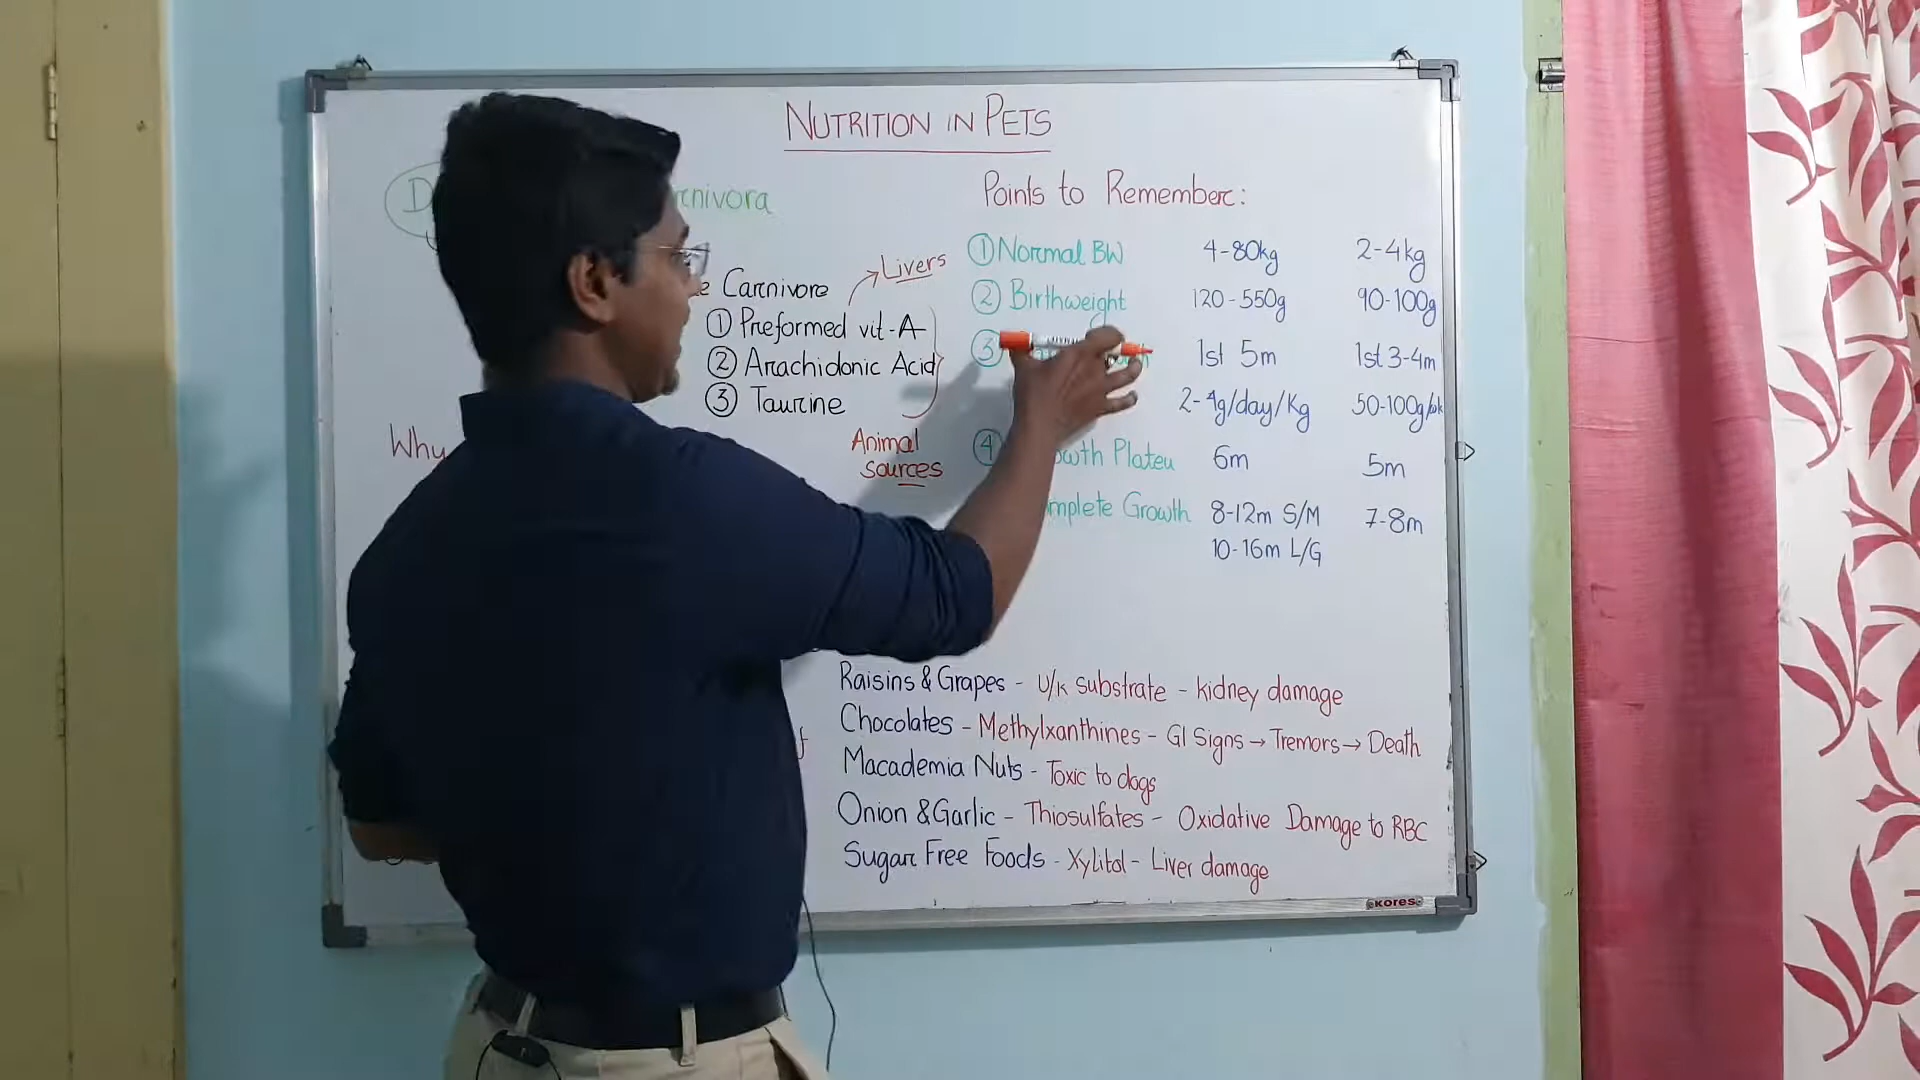 NUTRITION IN PETS
Carnivore
→ Livers
① Preformed vit-A
② Arachidonic Acid
③ Taurine
Animal
sources
Why
Points to Remember:
① Normal BW 4-80kg 2-4kg
② Birthweight 120-550g 90-100g
③ 1st 5m 1st 3-4m
2-4g/day/Kg 50-100g/wk
④ Plateu 6m 5m
Growth 8-12m S/M 7-8m
10-16m L/G
Raisins & Grapes - U/K substrate - kidney damage
Chocolates - Methylxanthines - GI Signs → Tremors → Death
Macademia Nuts - Toxic to dogs
Onion & Garlic - Thiosulfates - Oxidative Damage to RBC
Sugar Free Foods - Xylitol - Liver damage
KORES